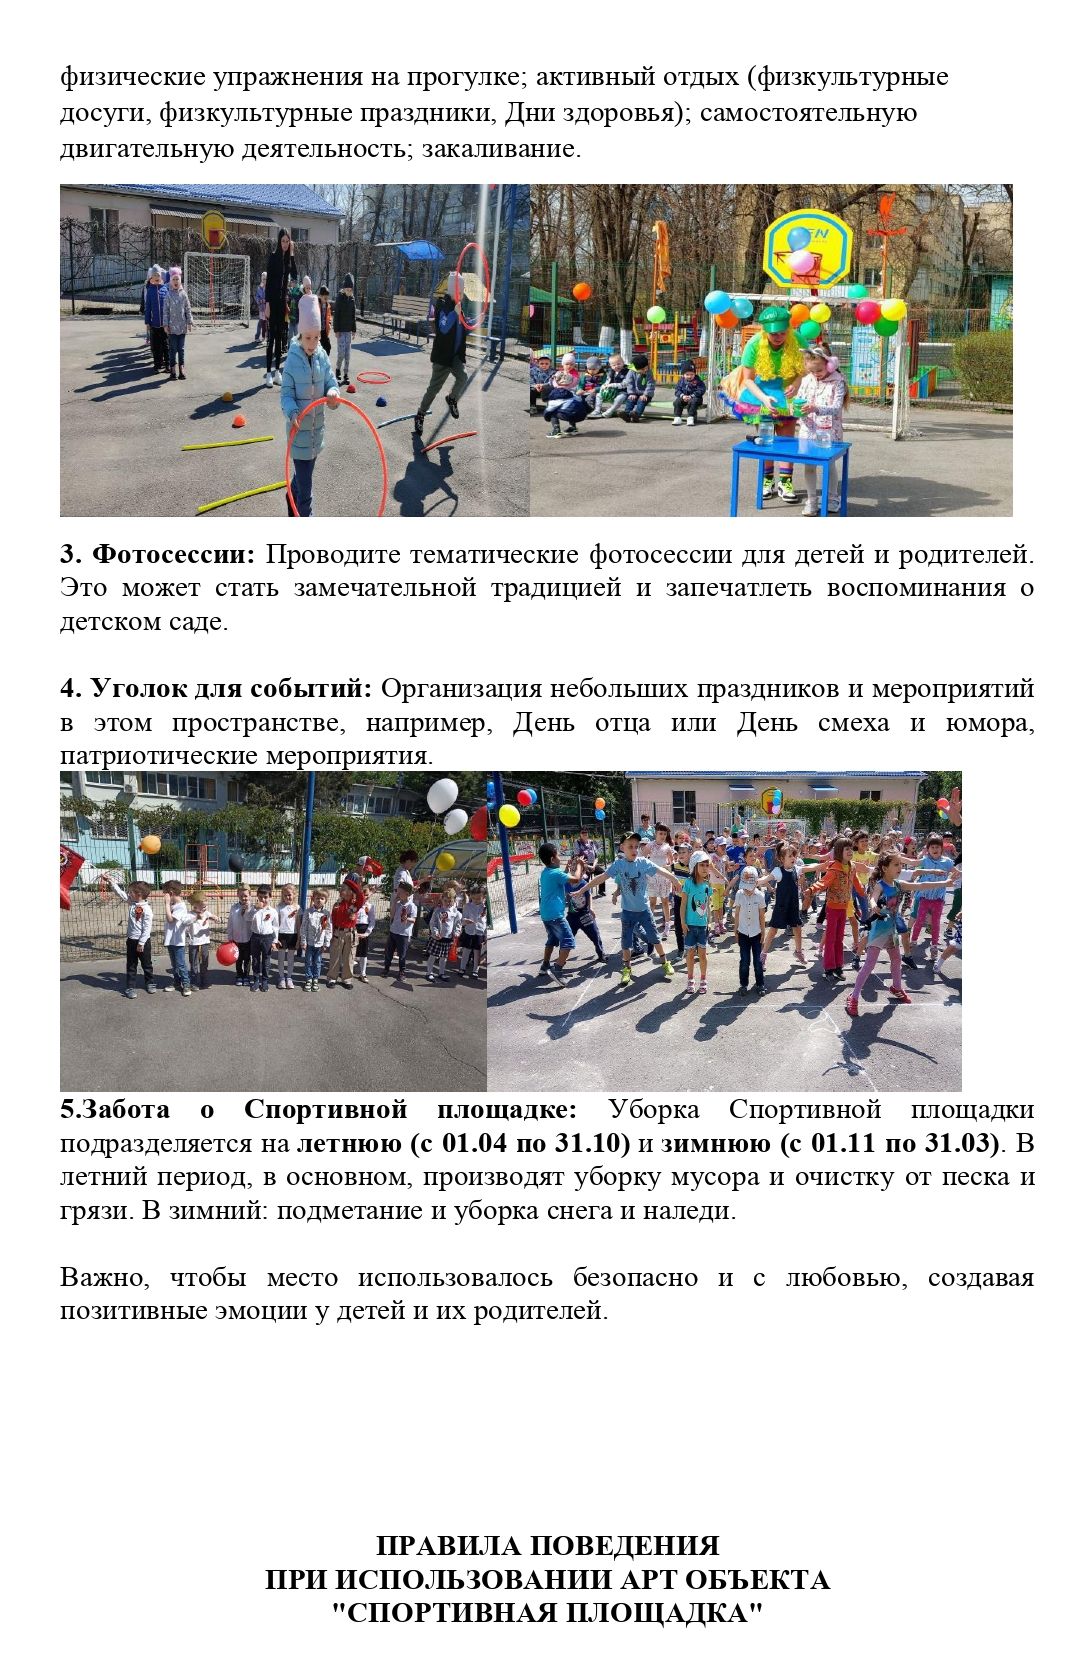 физические упражнения на прогулке; активный отдых (физкультурные
досуги, физкультурные праздники, Дни здоровья); самостоятельную
двигательную деятельность; закаливание.
3. Фотосессии: Проводите тематические фотосессии для детей и родителей.
Это может стать замечательной традицией и запечатлеть воспоминания о
детском саде.
4. Уголок для событий: Организация небольших праздников и мероприятий
в этом пространстве, например, День отца или День смеха и юмора,
патриотические мероприятия.
5.Забота о Спортивной площадке: Уборка Спортивной площадки
подразделяется на летнюю (с 01.04 по 31.10) и зимнюю (с 01.11 по 31.03). В
летний период, в основном, производят уборку мусора и очистку от песка и
грязи. В зимний: подметание и уборка снега и наледи.
Важно, чтобы место использовалось безопасно и с любовью, создавая
позитивные эмоции у детей и их родителей.
ПРАВИЛА ПОВЕДЕНИЯ
ПРИ ИСПОЛЬЗОВАНИИ АРТ ОБЪЕКТА
"СПОРТИВНАЯ ПЛОЩАДКА"